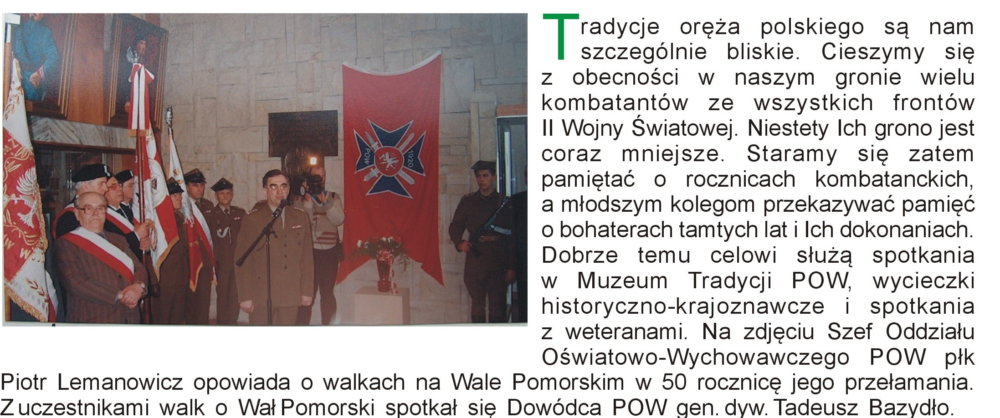 POW
1920
Tradycje oręża polskiego są nam
szczególnie bliskie. Cieszymy się
z obecności w naszym gronie wielu
kombatantów ze wszystkich frontów
II Wojny Światowej. Niestety Ich grono jest
coraz mniejsze. Staramy się zatem
pamiętać o rocznicach kombatanckich,
a młodszym kolegom przekazywać pamięć
o bohaterach tamtych lat i Ich dokonaniach.
Dobrze temu celowi służą spotkania
w Muzeum Tradycji POW, wycieczki
historyczno-krajoznawcze i spotkania
z weteranami. Na zdjęciu Szef Oddziału
Oświatowo-Wychowawczego POW płk
Piotr Lemanowicz opowiada o walkach na Wale Pomorskim w 50 rocznicę jego przełamania.
Z uczestnikami walk o Wał Pomorski spotkał się Dowódca POW gen. dyw. Tadeusz Bazydło.